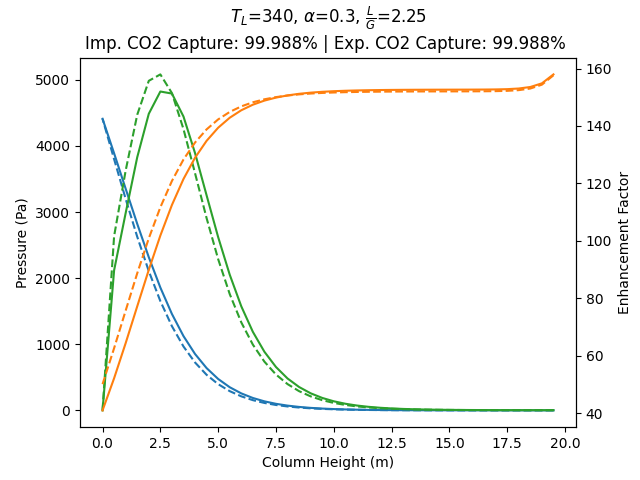 T_L=340, α=0.3, L/G=2.25
Imp. CO2 Capture: 99.988% | Exp. CO2 Capture: 99.988%
Pressure (Pa)
5000
4000
3000
2000
1000
0
0.0 2.5 5.0 7.5 10.0 12.5 15.0 17.5 20.0
Column Height (m)
160
140
120
100
80
60
40
Enhancement Factor